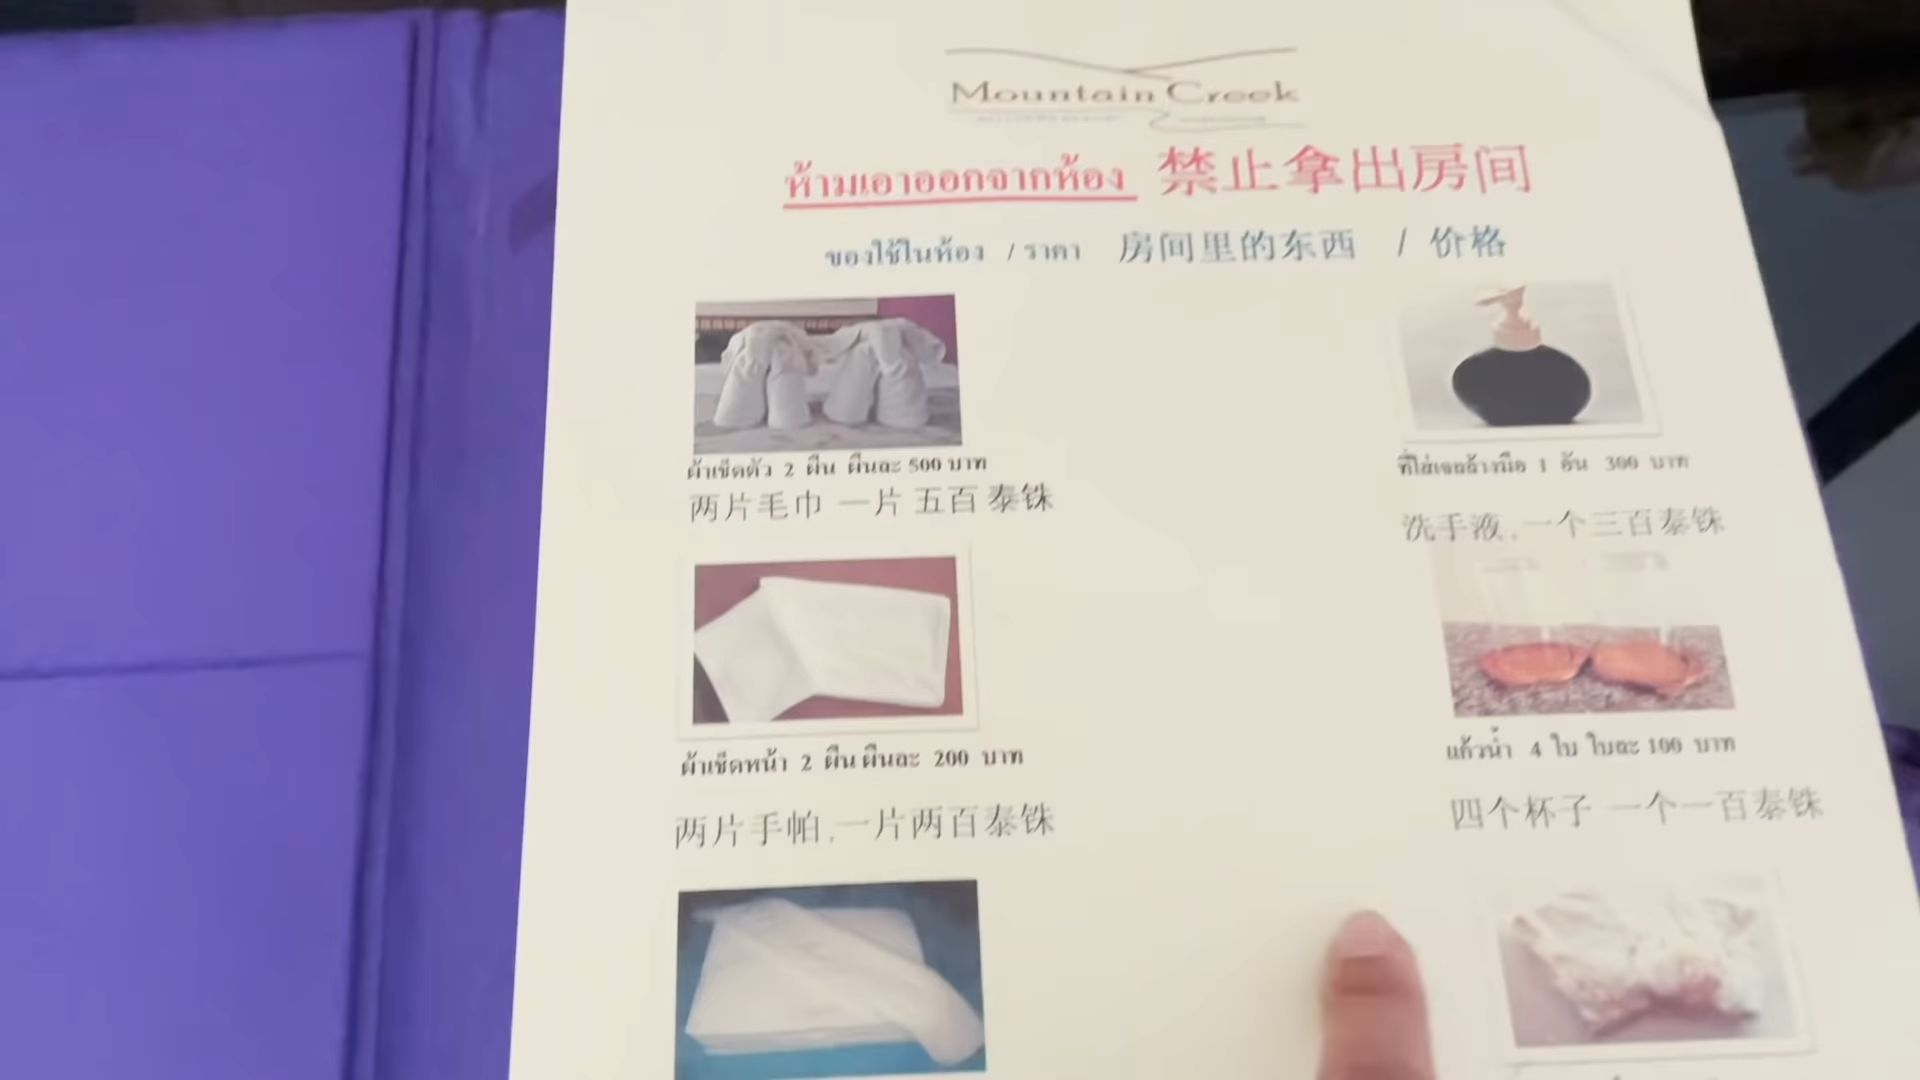 Mountain Creek
ห้ามเอาออกจากห้อง 禁止拿出房间
ของใช้ในห้อง / ราคา 房间里的东西 / 价格
ผ้าเช็ดตัว 2 ผืน ผืนละ 500 บาท
两片毛巾 一片 五百 泰铢
ที่ใส่เจลล้างมือ 1 อัน 300 บาท
洗手液. 一个三百泰铢
ผ้าเช็ดหน้า 2 ผืน ผืนละ 200 บาท
两片手帕. 一片两百泰铢
แก้วน้ำ 4 ใบ ใบละ 100 บาท
四个杯子 一个一百泰铢